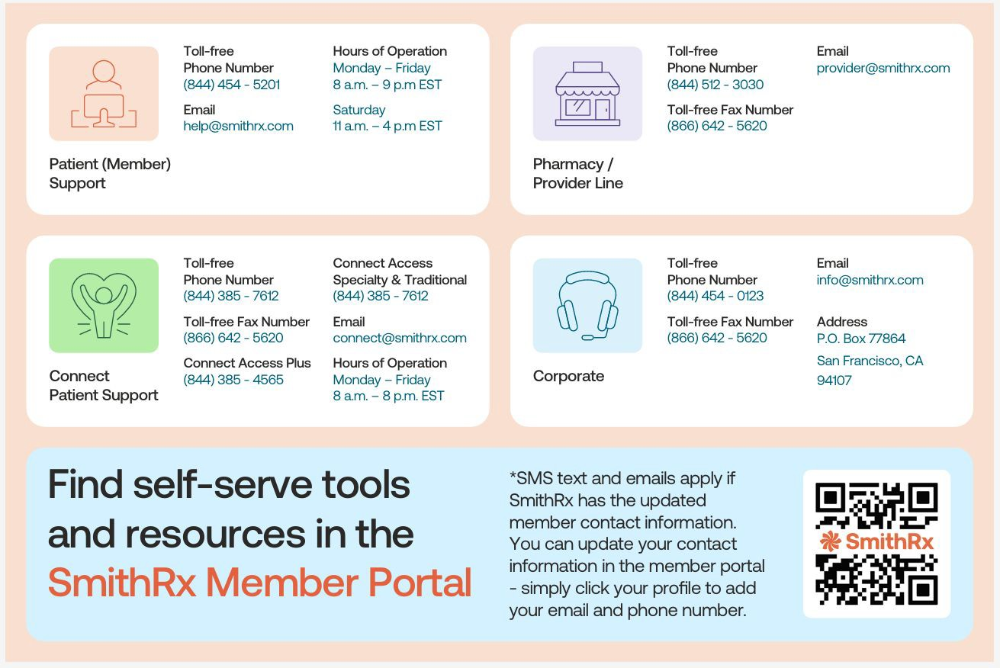 Toll-free
Phone Number
(844) 454 - 5201
Email
help@smithrx.com
Hours of Operation
Monday – Friday
8 a.m. – 9 p.m EST
Saturday
11 a.m. – 4 p.m EST
Patient (Member)
Support
Toll-free
Phone Number
(844) 512 - 3030
Toll-free Fax Number
(866) 642 - 5620
Email
provider@smithrx.com
Pharmacy /
Provider Line
Toll-free
Phone Number
(844) 385 - 7612
Toll-free Fax Number
(866) 642 - 5620
Connect Access Plus
(844) 385 - 4565
Connect Access
Specialty & Traditional
(844) 385 - 7612
Email
connect@smithrx.com
Hours of Operation
Monday – Friday
8 a.m. – 8 p.m. EST
Connect
Patient Support
Toll-free
Phone Number
(844) 454 - 0123
Toll-free Fax Number
(866) 642 - 5620
Email
info@smithrx.com
Address
P.O. Box 77864
San Francisco, CA
94107
Corporate
Find self-serve tools
and resources in the
SmithRx Member Portal
*SMS text and emails apply if
SmithRx has the updated
member contact information.
You can update your contact
information in the member portal
- simply click your profile to add
your email and phone number.
SmithRx